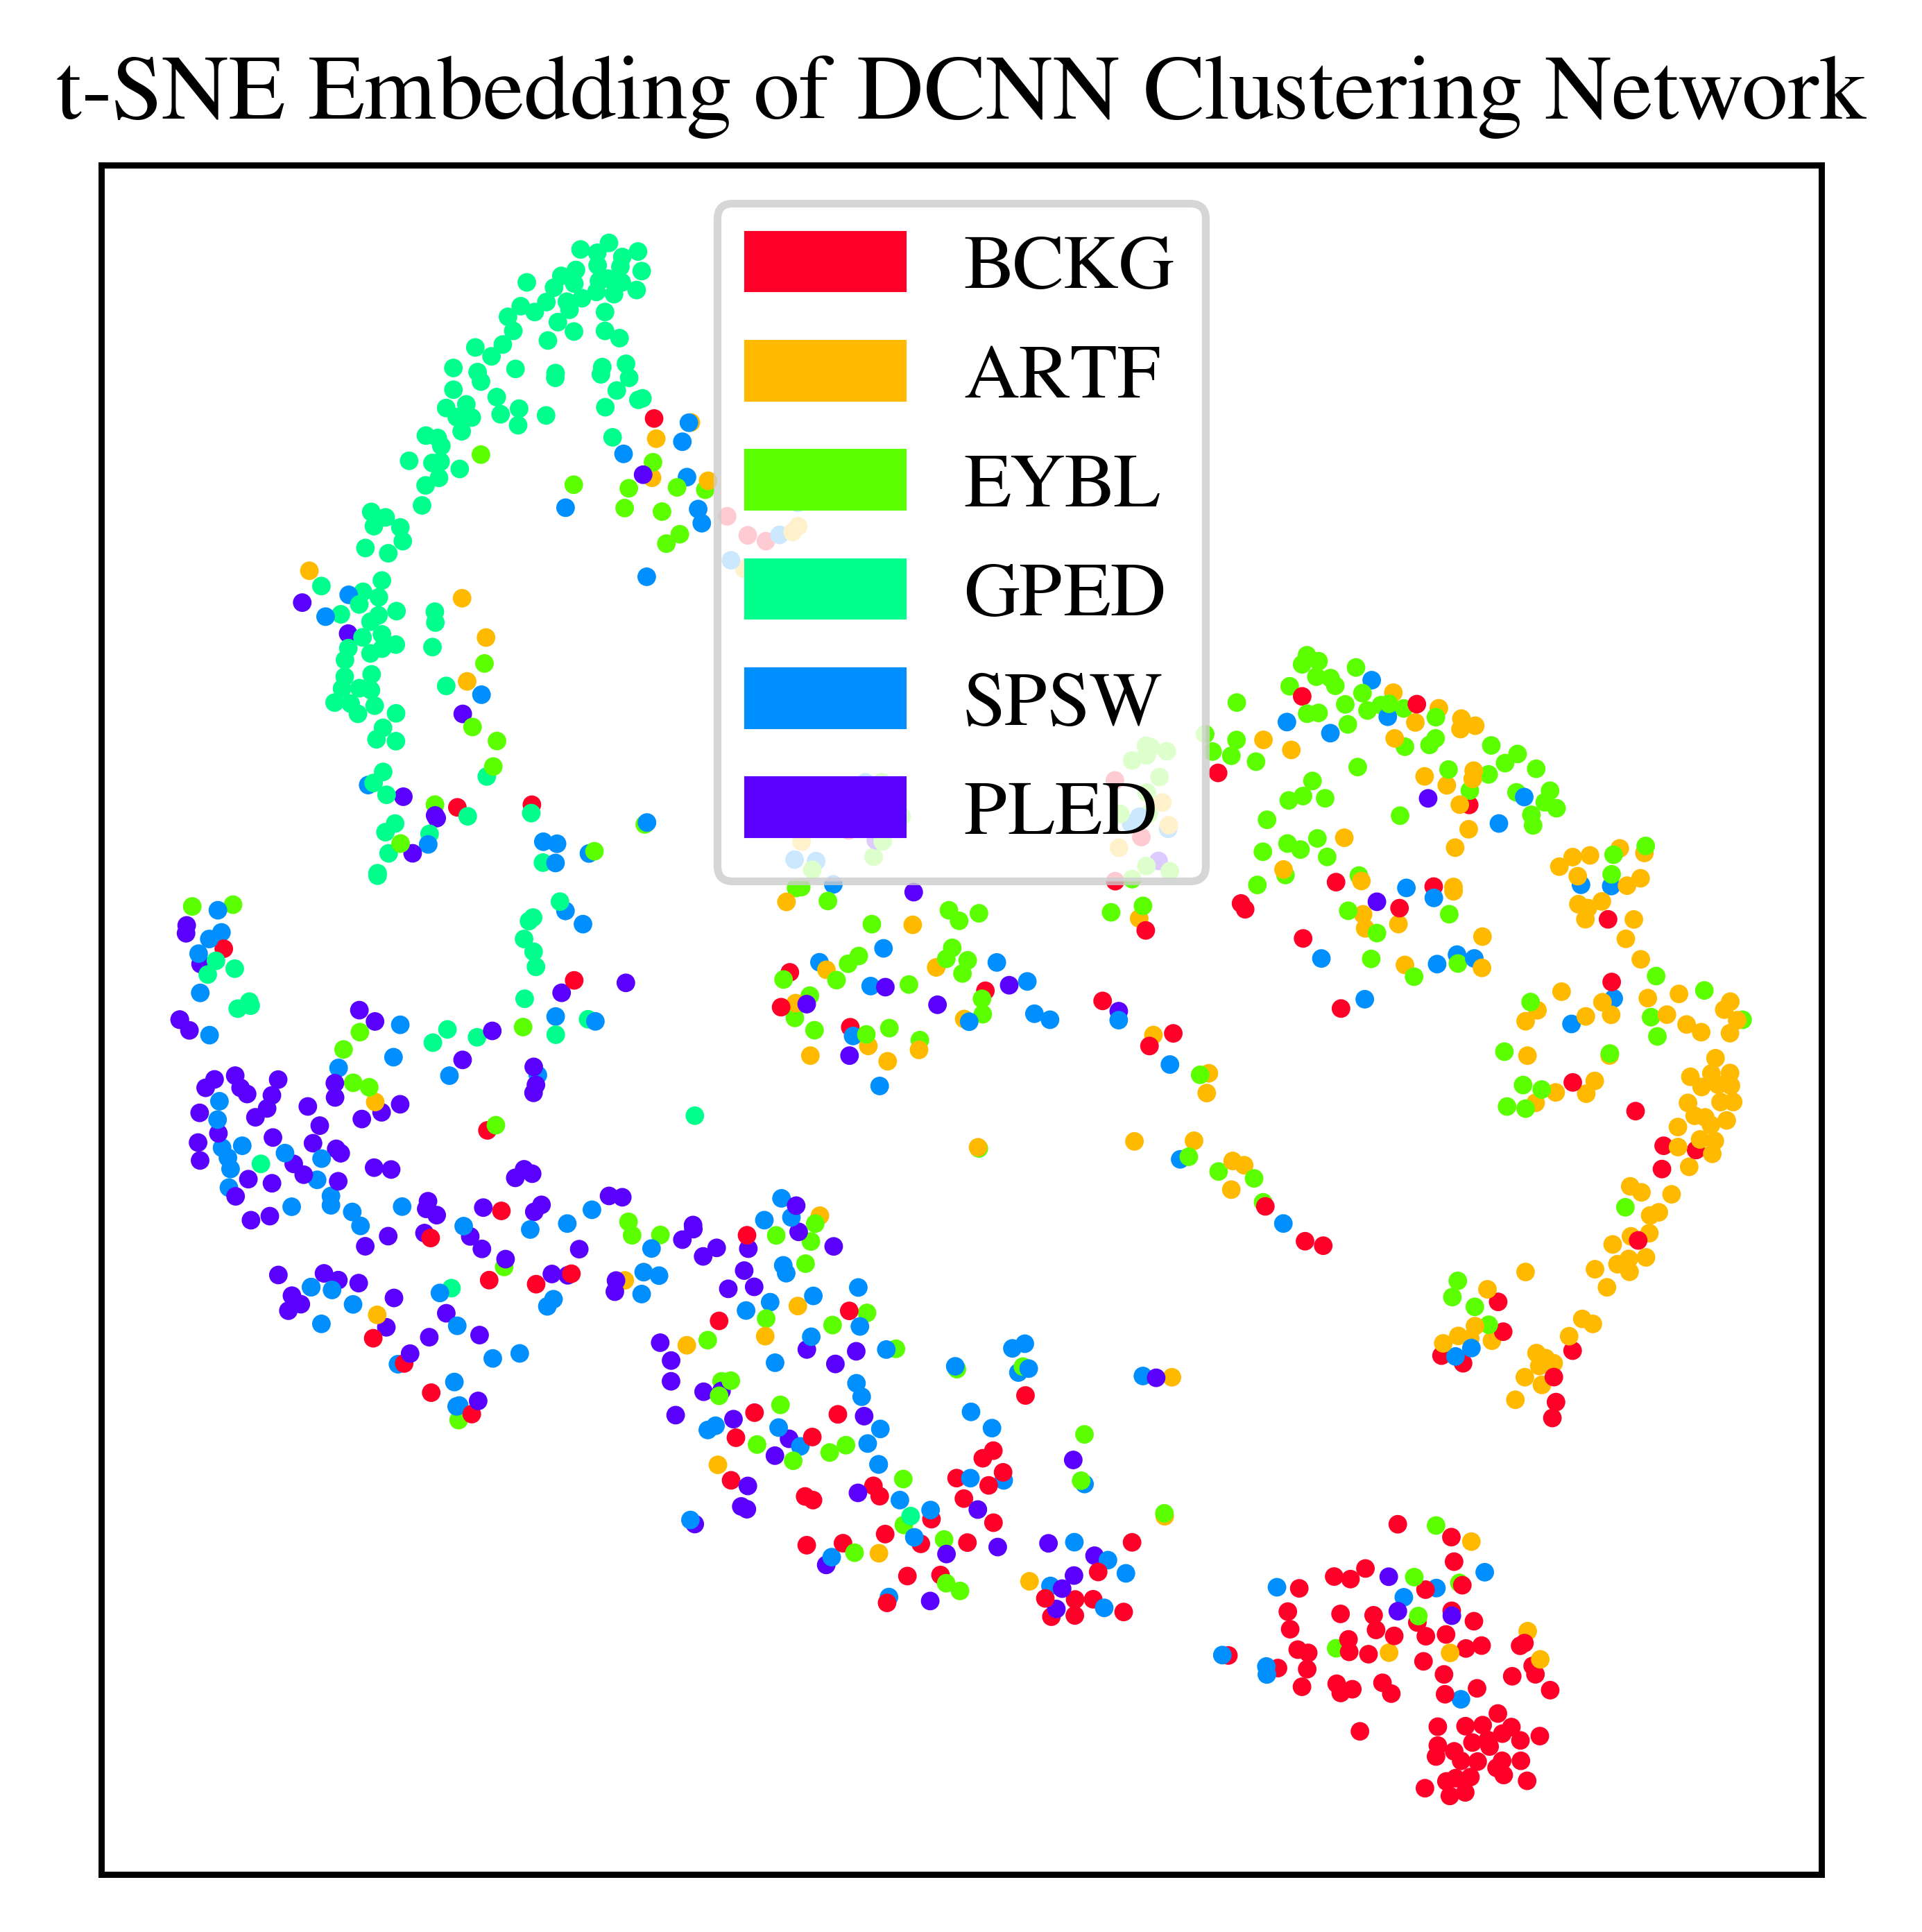 t-SNE Embedding of DCNN Clustering Network
BCKG
ARTF
EYBL
GPED
SPSW
PLED